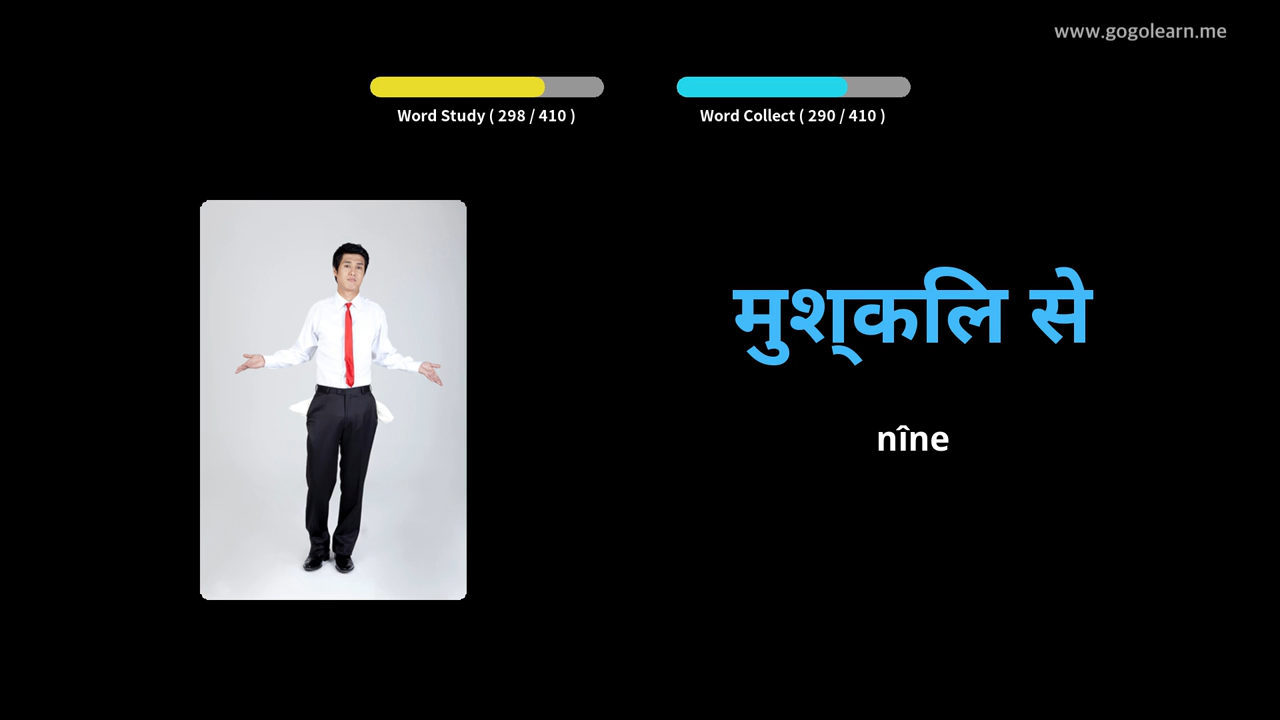 www.gogolearn.me
Word Study ( 298 / 410 )
Word Collect ( 290 / 410 )
मुश्किल से
nîne